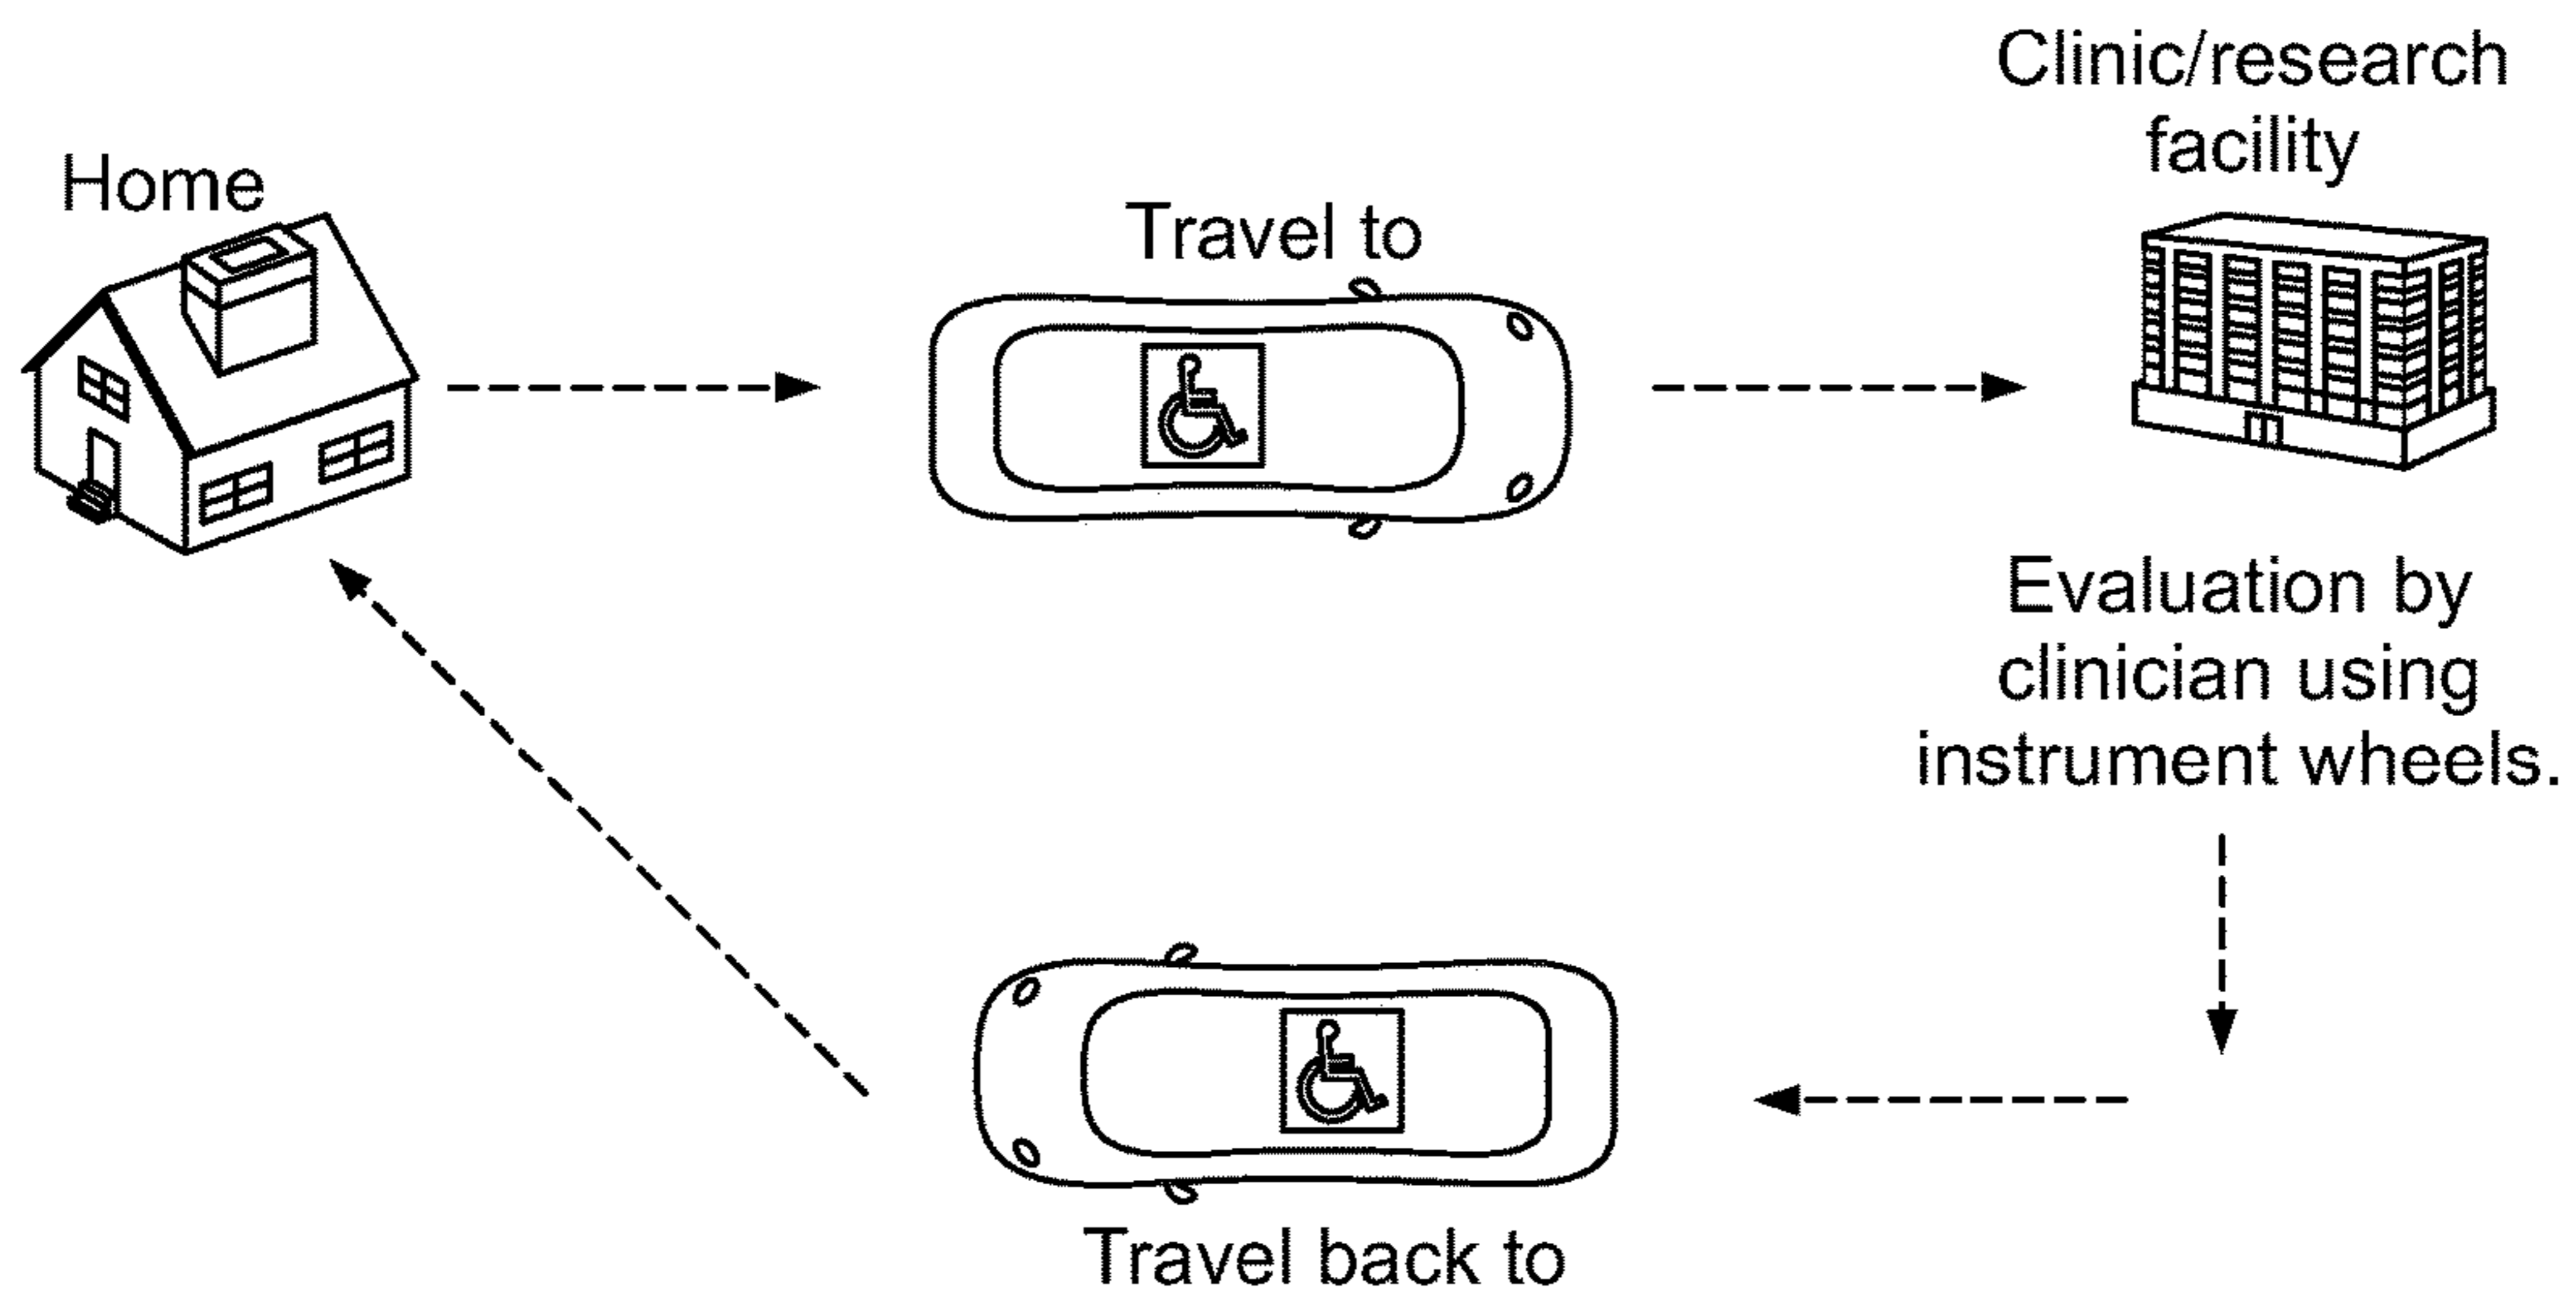 Home
Travel to
Clinic/research
facility
Evaluation by
clinician using
instrument wheels.
Travel back to